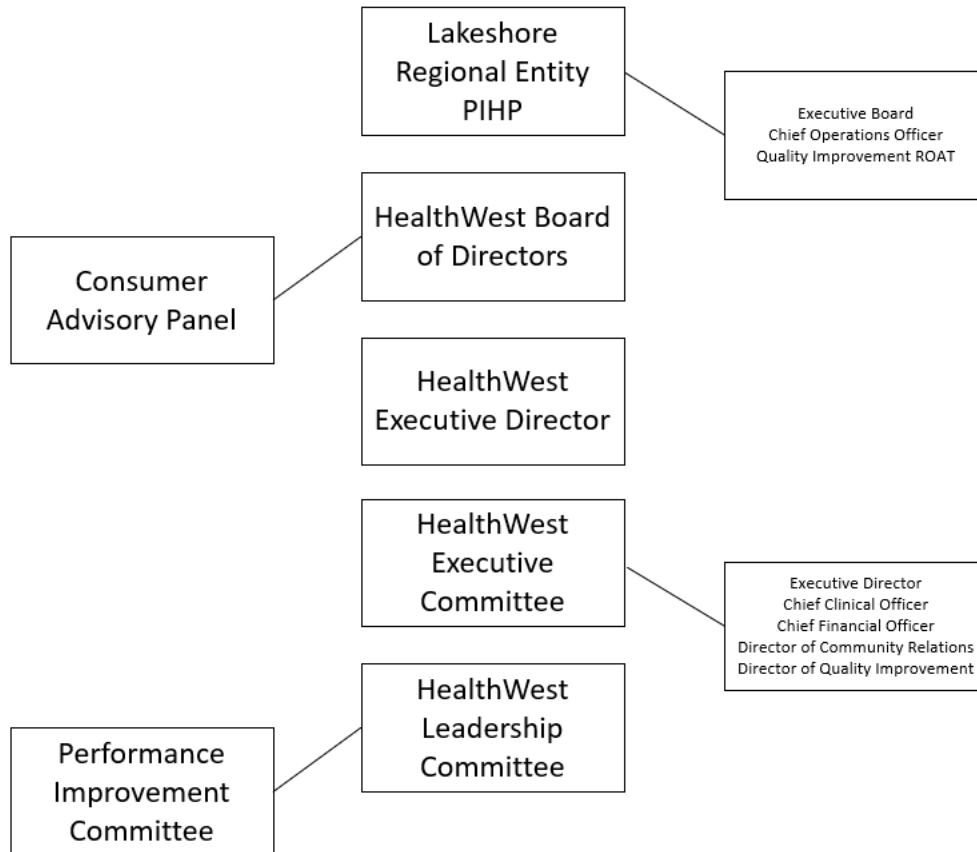 Lakeshore
Regional Entity
PIHP
Executive Board
Chief Operations Officer
Quality Improvement ROAT
HealthWest Board
of Directors
Consumer
Advisory Panel
HealthWest
Executive Director
HealthWest
Executive
Committee
Executive Director
Chief Clinical Officer
Chief Financial Officer
Director of Community Relations
Director of Quality Improvement
HealthWest
Leadership
Committee
Performance
Improvement
Committee